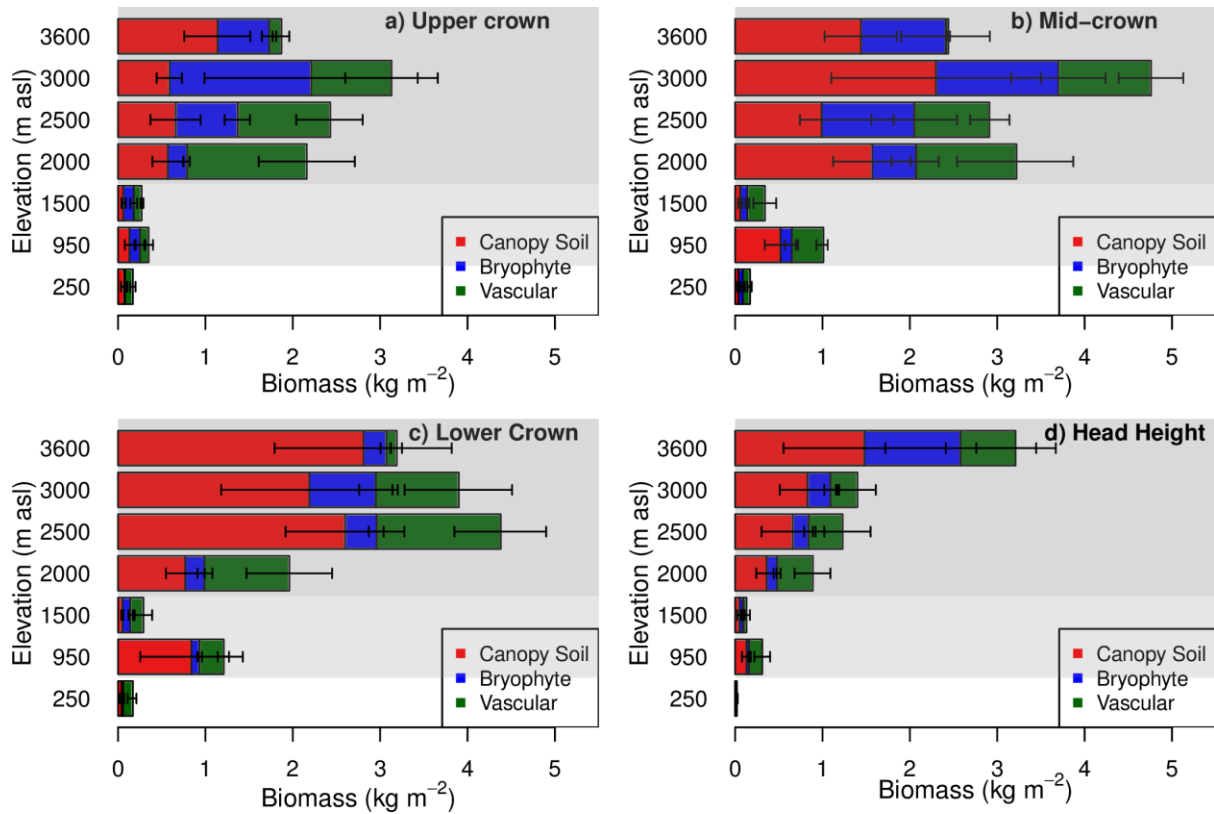 a) Upper crown
Elevation (m asl)
3600
3000
2500
2000
1500
950
250
Canopy Soil
Bryophyte
Vascular
0 1 2 3 4 5
Biomass (kg m⁻²)
b) Mid−crown
Elevation (m asl)
3600
3000
2500
2000
1500
950
250
Canopy Soil
Bryophyte
Vascular
0 1 2 3 4 5
Biomass (kg m⁻²)
c) Lower Crown
Elevation (m asl)
3600
3000
2500
2000
1500
950
250
Canopy Soil
Bryophyte
Vascular
0 1 2 3 4 5
Biomass (kg m⁻²)
d) Head Height
Elevation (m asl)
3600
3000
2500
2000
1500
950
250
Canopy Soil
Bryophyte
Vascular
0 1 2 3 4 5
Biomass (kg m⁻²)